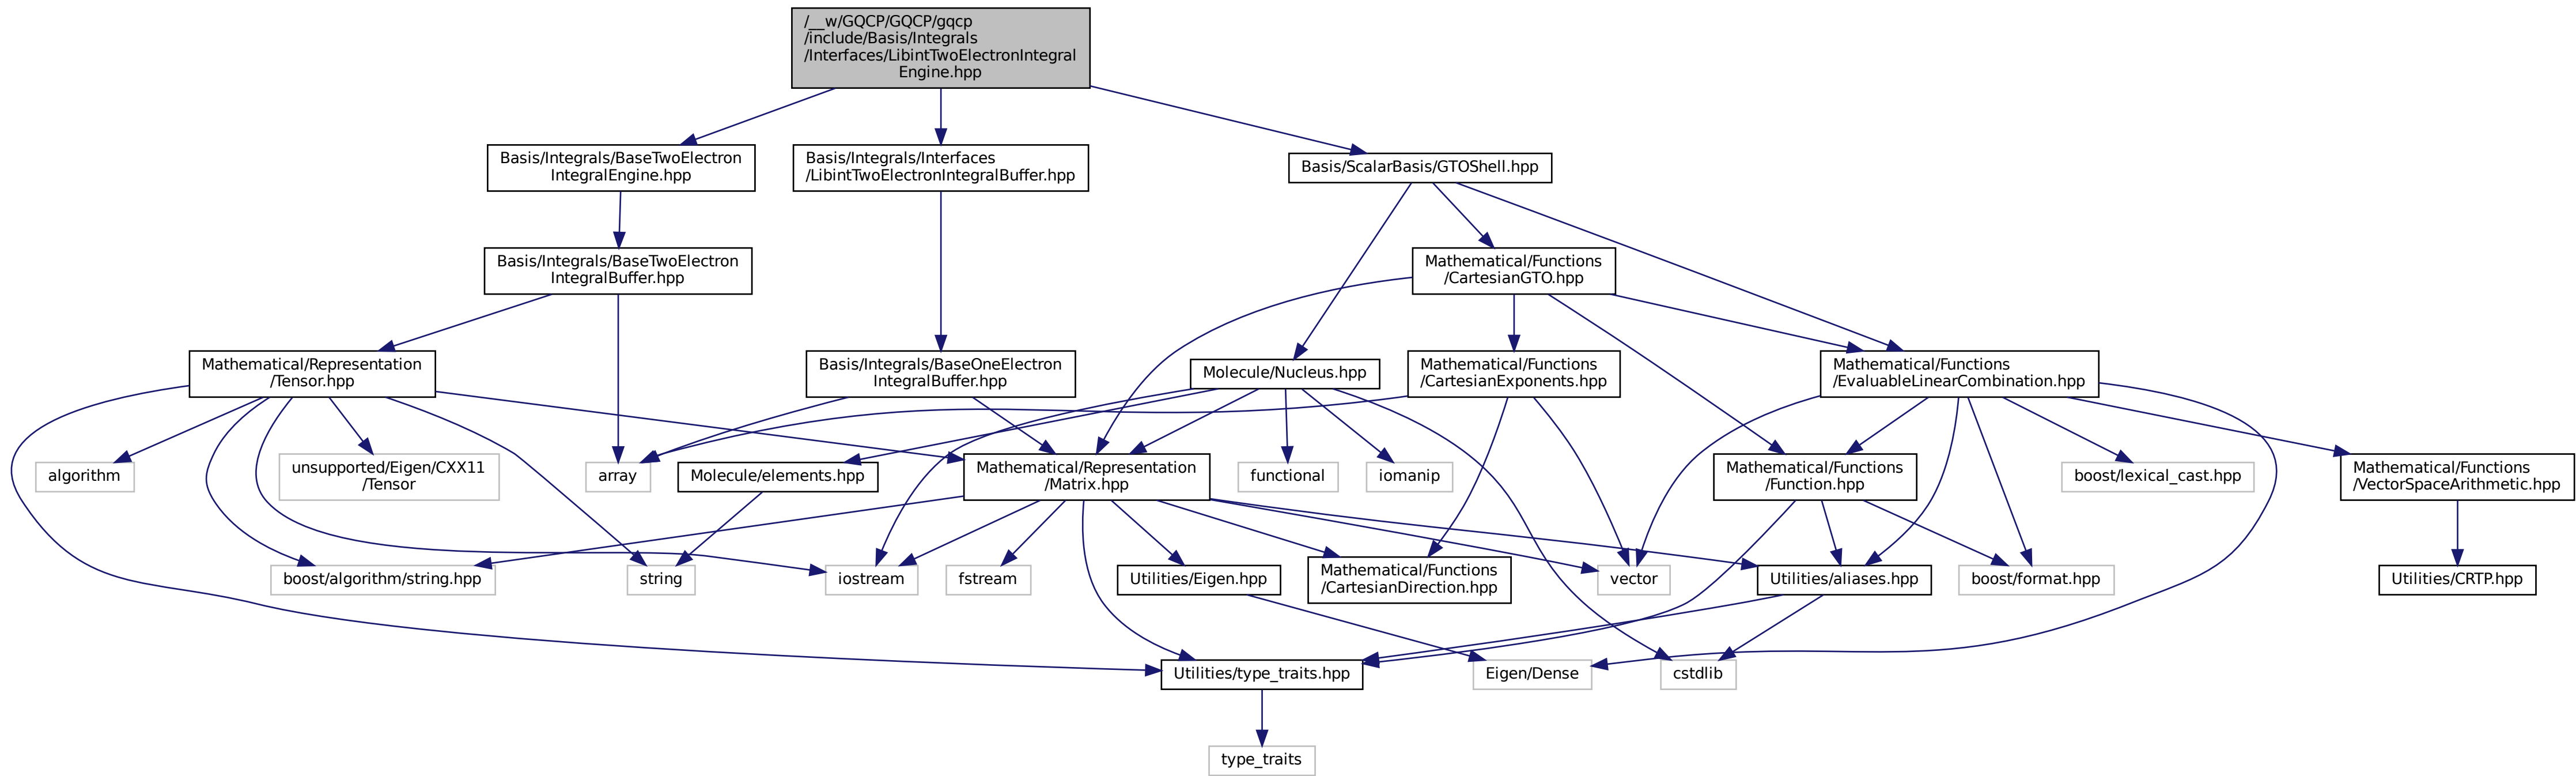 /__w/GQCP/GQCP/gqcp
/include/Basis/Integrals
/Interfaces/LibintTwoElectronIntegral
Engine.hpp
Basis/Integrals/BaseTwoElectron
IntegralEngine.hpp
Basis/Integrals/Interfaces
/LibintTwoElectronIntegralBuffer.hpp
Basis/ScalarBasis/GTOShell.hpp
Basis/Integrals/BaseTwoElectron
IntegralBuffer.hpp
Mathematical/Functions
/CartesianGTO.hpp
Mathematical/Representation
/Tensor.hpp
Basis/Integrals/BaseOneElectron
IntegralBuffer.hpp
Molecule/Nucleus.hpp
Mathematical/Functions
/CartesianExponents.hpp
Mathematical/Functions
/EvaluableLinearCombination.hpp
algorithm
unsupported/Eigen/CXX11
/Tensor
array
Molecule/elements.hpp
Mathematical/Representation
/Matrix.hpp
functional
iomanip
Mathematical/Functions
/Function.hpp
boost/lexical_cast.hpp
Mathematical/Functions
/VectorSpaceArithmetic.hpp
boost/algorithm/string.hpp
string
iostream
fstream
Utilities/Eigen.hpp
Mathematical/Functions
/CartesianDirection.hpp
vector
Utilities/aliases.hpp
boost/format.hpp
Utilities/CRTP.hpp
Utilities/type_traits.hpp
Eigen/Dense
cstdlib
type_traits